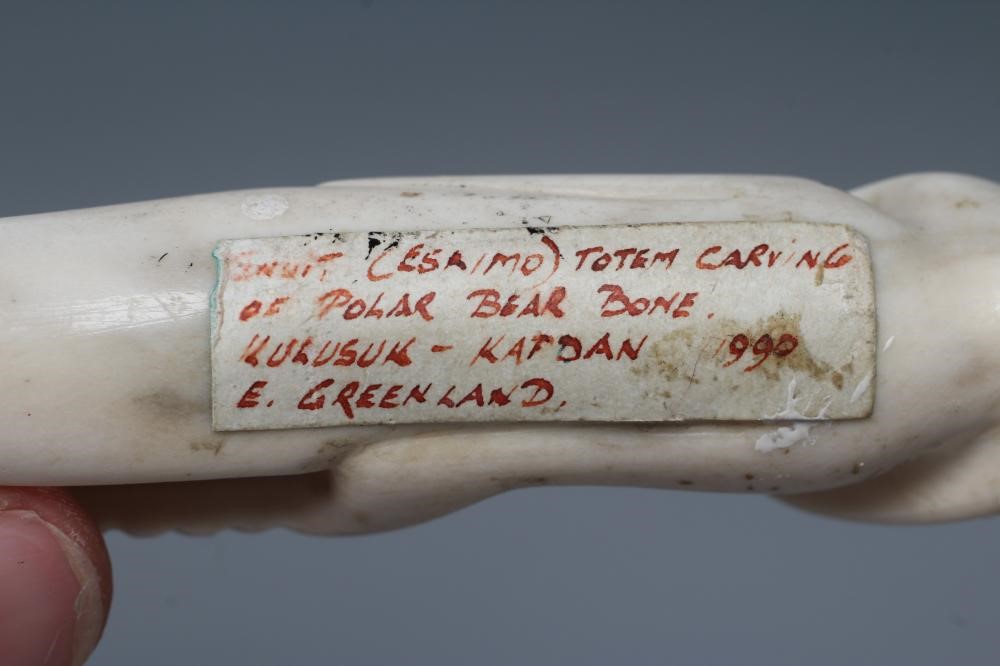 INUIT (ESKIMO) TOTEM CARVING
OF POLAR BEAR BONE.
KULUSUK - KAPDAN 1990
E. GREENLAND.